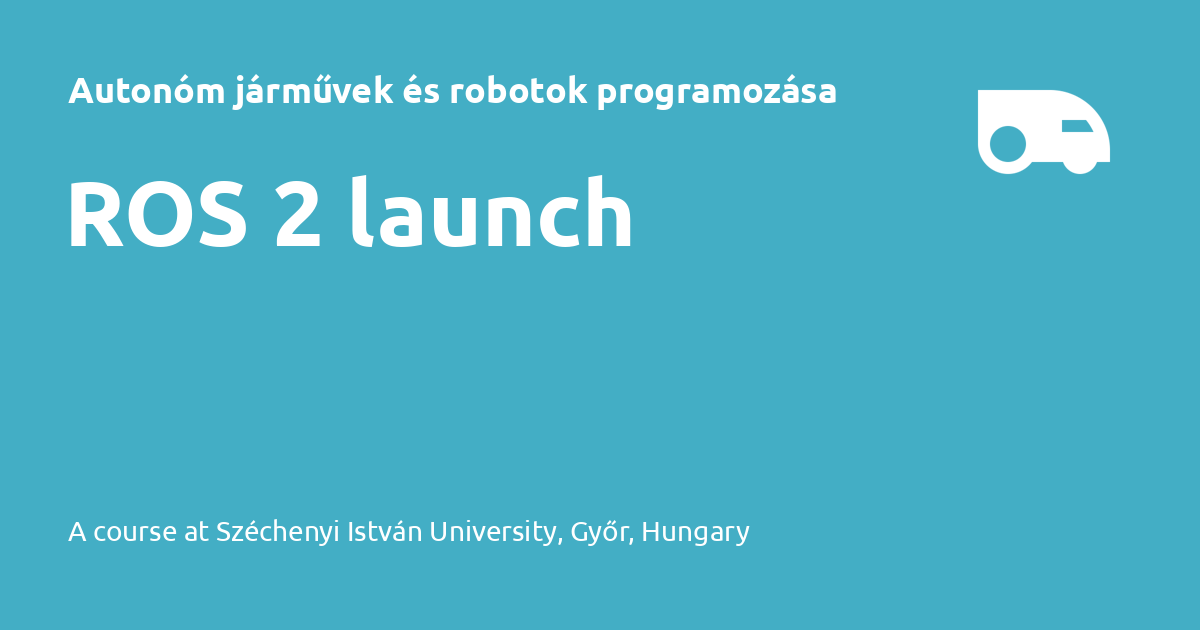 Autonóm járművek és robotok programozása
ROS 2 launch
A course at Széchenyi István University, Győr, Hungary